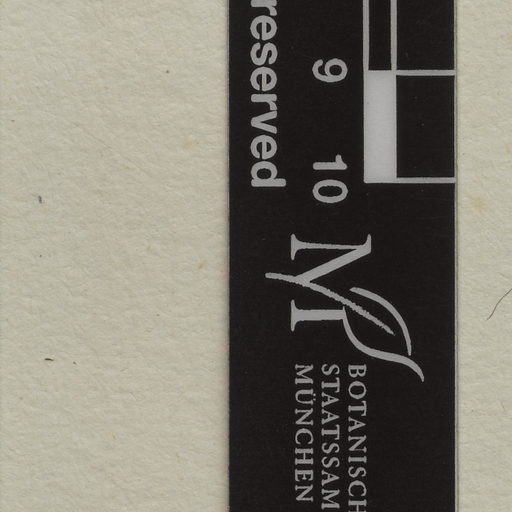 9 10
reserved
M
BOTANISCH
STAATSSAM
MÜNCHEN